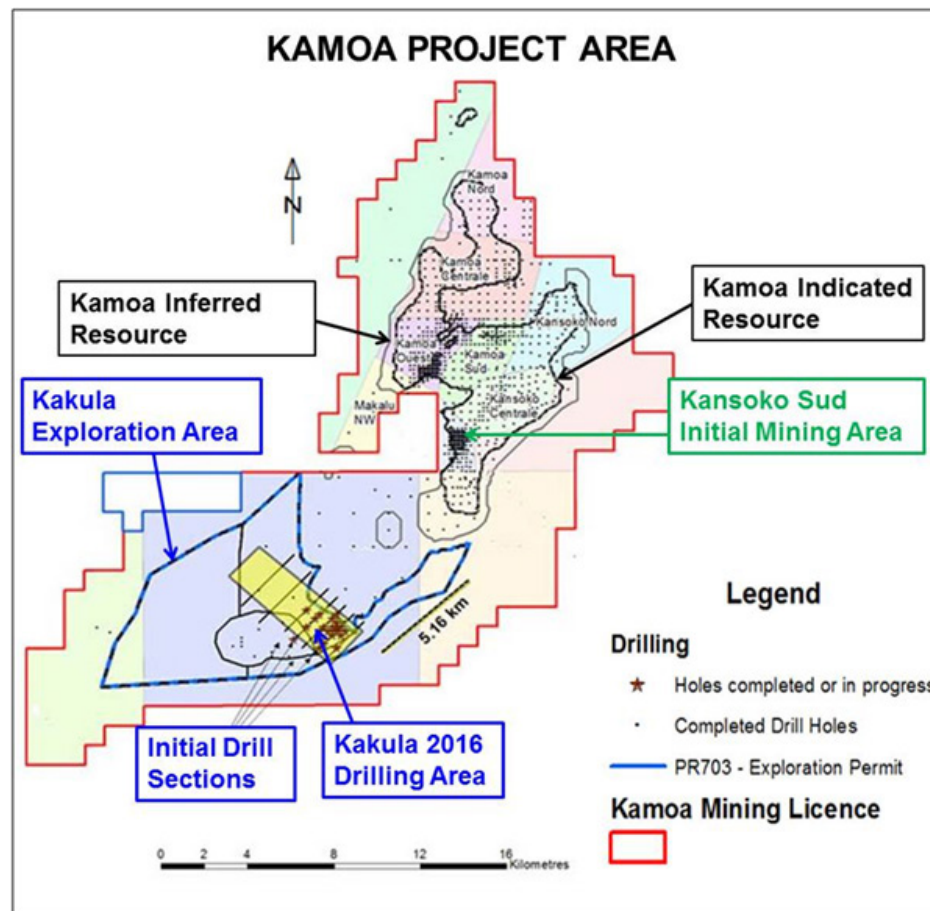 KAMOA PROJECT AREA
N
Kamoa
Nord
Kamoa
Centrale
Kamoa Inferred
Resource
Kamoa Indicated
Resource
Kansoko Nord
Kamoa
Ouest
Kamoa
Sud
Kakula
Exploration Area
Makalu
NW
Kansoko
Centrale
Kansoko Sud
Initial Mining Area
5.16 km
Legend
Drilling
Holes completed or in progress
Completed Drill Holes
PR703 - Exploration Permit
Kamoa Mining Licence
Initial Drill
Sections
Kakula 2016
Drilling Area
0 2 4 8 12 16
Kilometres